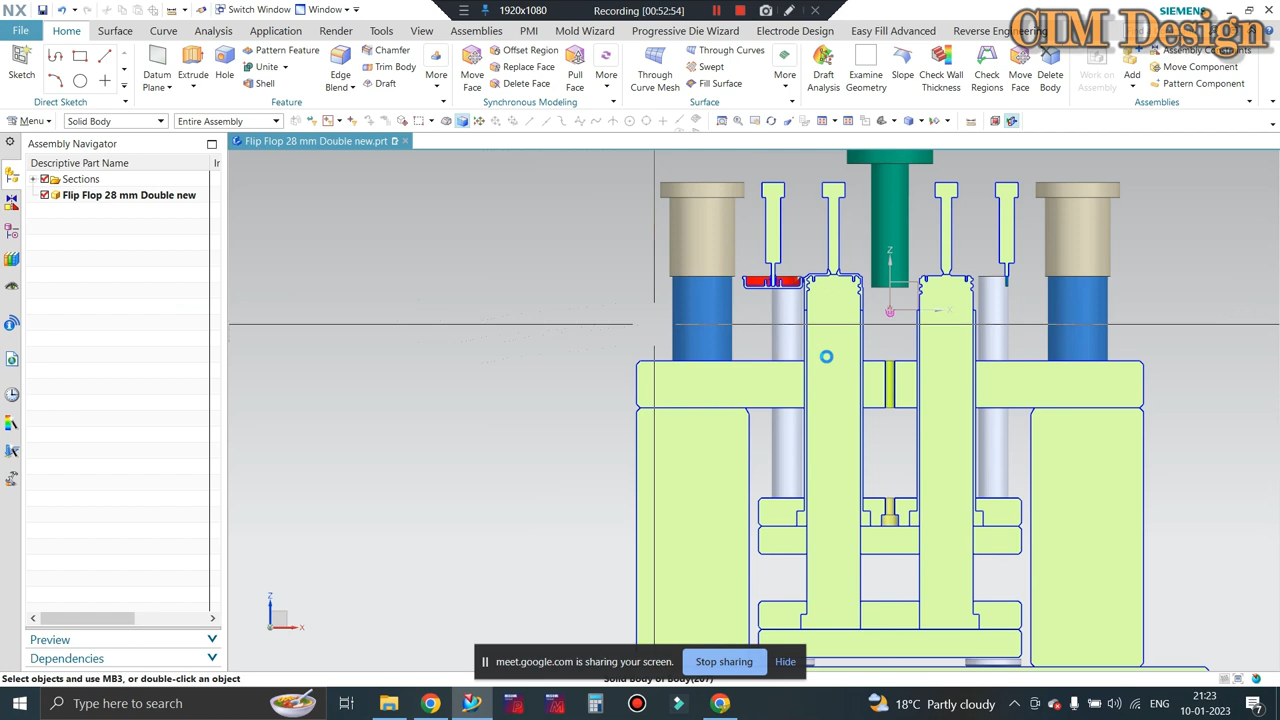 NX
Switch Window
Window
1920x1080
Recording [00:52:54]
SIEMENS
CIM Design
File
Home
Surface
Curve
Analysis
Application
Render
Tools
View
Assemblies
PMI
Mold Wizard
Progressive Die Wizard
Electrode Design
Easy Fill Advanced
Reverse Engineering
Sketch
Direct Sketch
Datum Plane
Extrude
Hole
Pattern Feature
Unite
Shell
Edge Blend
Chamfer
Trim Body
Draft
More
Feature
Move Face
Offset Region
Replace Face
Delete Face
Pull Face
More
Synchronous Modeling
Through Curve Mesh
Through Curves
Swept
Fill Surface
More
Surface
Draft Analysis
Examine Geometry
Slope
Check Wall Thickness
Check Regions
Move Face
Delete Body
Work on Assembly
Add
Assembly Constraints
Move Component
Pattern Component
Assemblies
Menu
Solid Body
Entire Assembly
Assembly Navigator
Flip Flop 28 mm Double new.prt
Descriptive Part Name
Ir
Sections
Flip Flop 28 mm Double new
Z
X
Z
X
Preview
Dependencies
meet.google.com is sharing your screen.
Stop sharing
Hide
Select objects and use MB3, or double-click an object
Solid Body of Body(207)
Type here to search
18°C Partly cloudy
ENG
21:23
10-01-2023